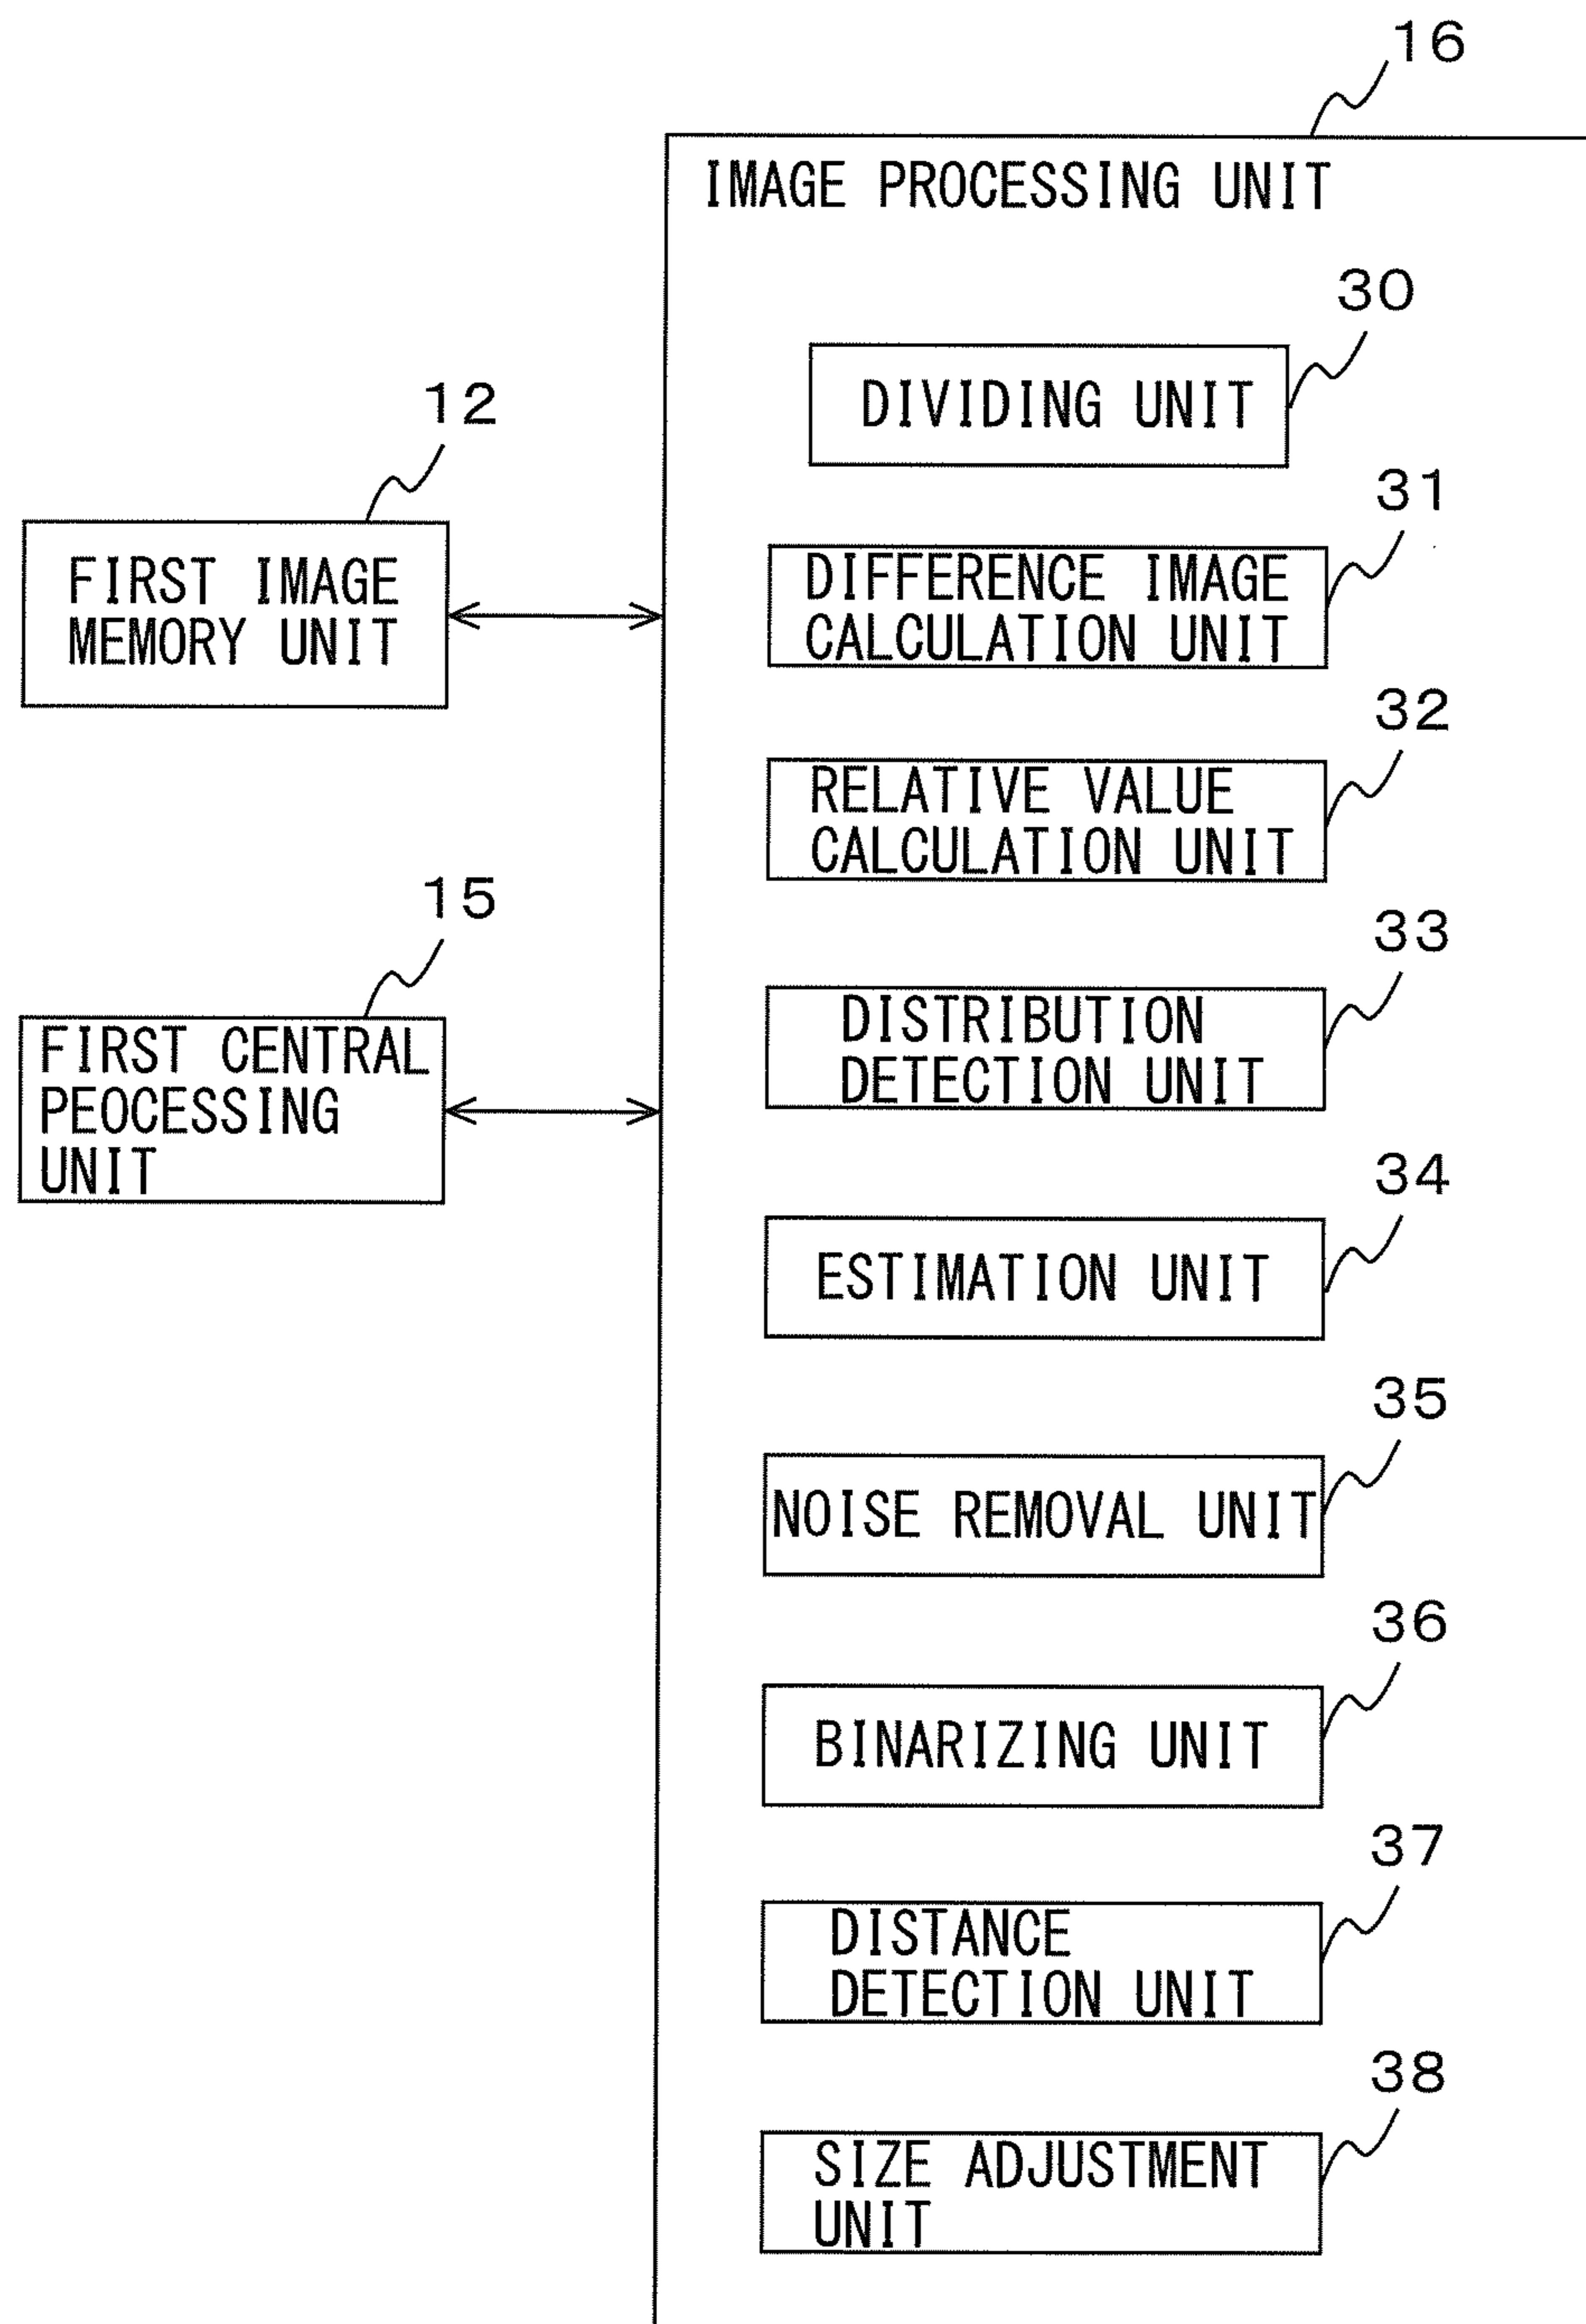 16
IMAGE PROCESSING UNIT
30
DIVIDING UNIT
12
FIRST IMAGE
MEMORY UNIT
31
DIFFERENCE IMAGE
CALCULATION UNIT
32
RELATIVE VALUE
CALCULATION UNIT
15
FIRST CENTRAL
PEOCESSING
UNIT
33
DISTRIBUTION
DETECTION UNIT
34
ESTIMATION UNIT
35
NOISE REMOVAL UNIT
36
BINARIZING UNIT
37
DISTANCE
DETECTION UNIT
38
SIZE ADJUSTMENT
UNIT